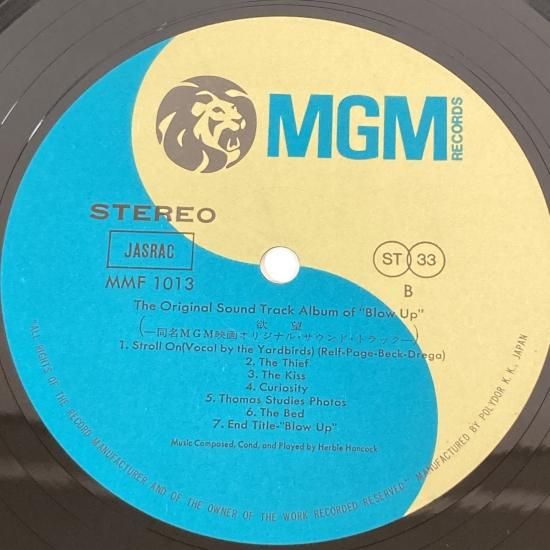 MGM
RECORDS
STEREO
JASRAC
MMF 1013
ST 33
B
The Original Sound Track Album of "Blow Up"
欲 望
(―同名MGM映画オリジナル・サウンド・トラック―)
1. Stroll On(Vocal by the Yardbirds) (Relf-Page-Beck-Drega)
2. The Thief
3. The Kiss
4. Curiosity
5. Thomas Studies Photos
6. The Bed
7. End Title-"Blow Up"
Music Composed, Cond, and Played by Herbie Hancock
"ALL RIGHTS OF THE RECORD MANUFACTURER AND OF THE OWNER OF THE WORK RECORDED RESERVED." MANUFACTURED BY POLYDOR K. K., JAPAN